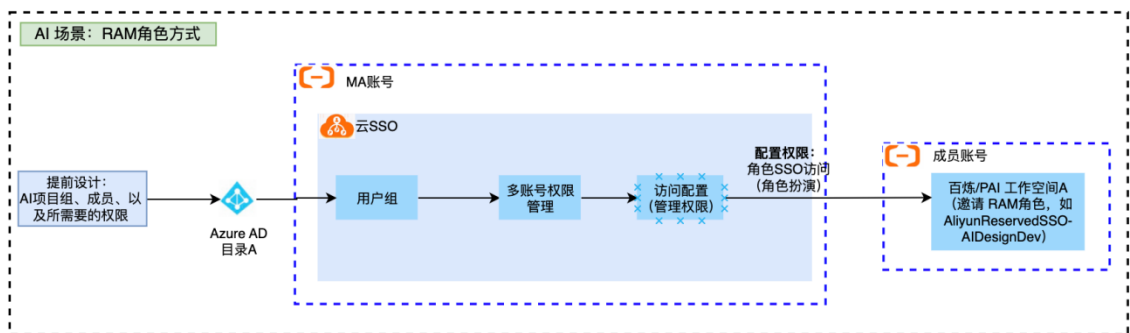 AI 场景：RAM角色方式
MA账号
云SSO
提前设计：
AI项目组、成员、以
及所需要的权限
Azure AD
目录A
用户组
多账号权限
管理
访问配置
（管理权限）
配置权限：
角色SSO访问
（角色扮演）
成员账号
百炼/PAI 工作空间A
（邀请 RAM角色，如
AliyunReservedSSO-
AIDesignDev）